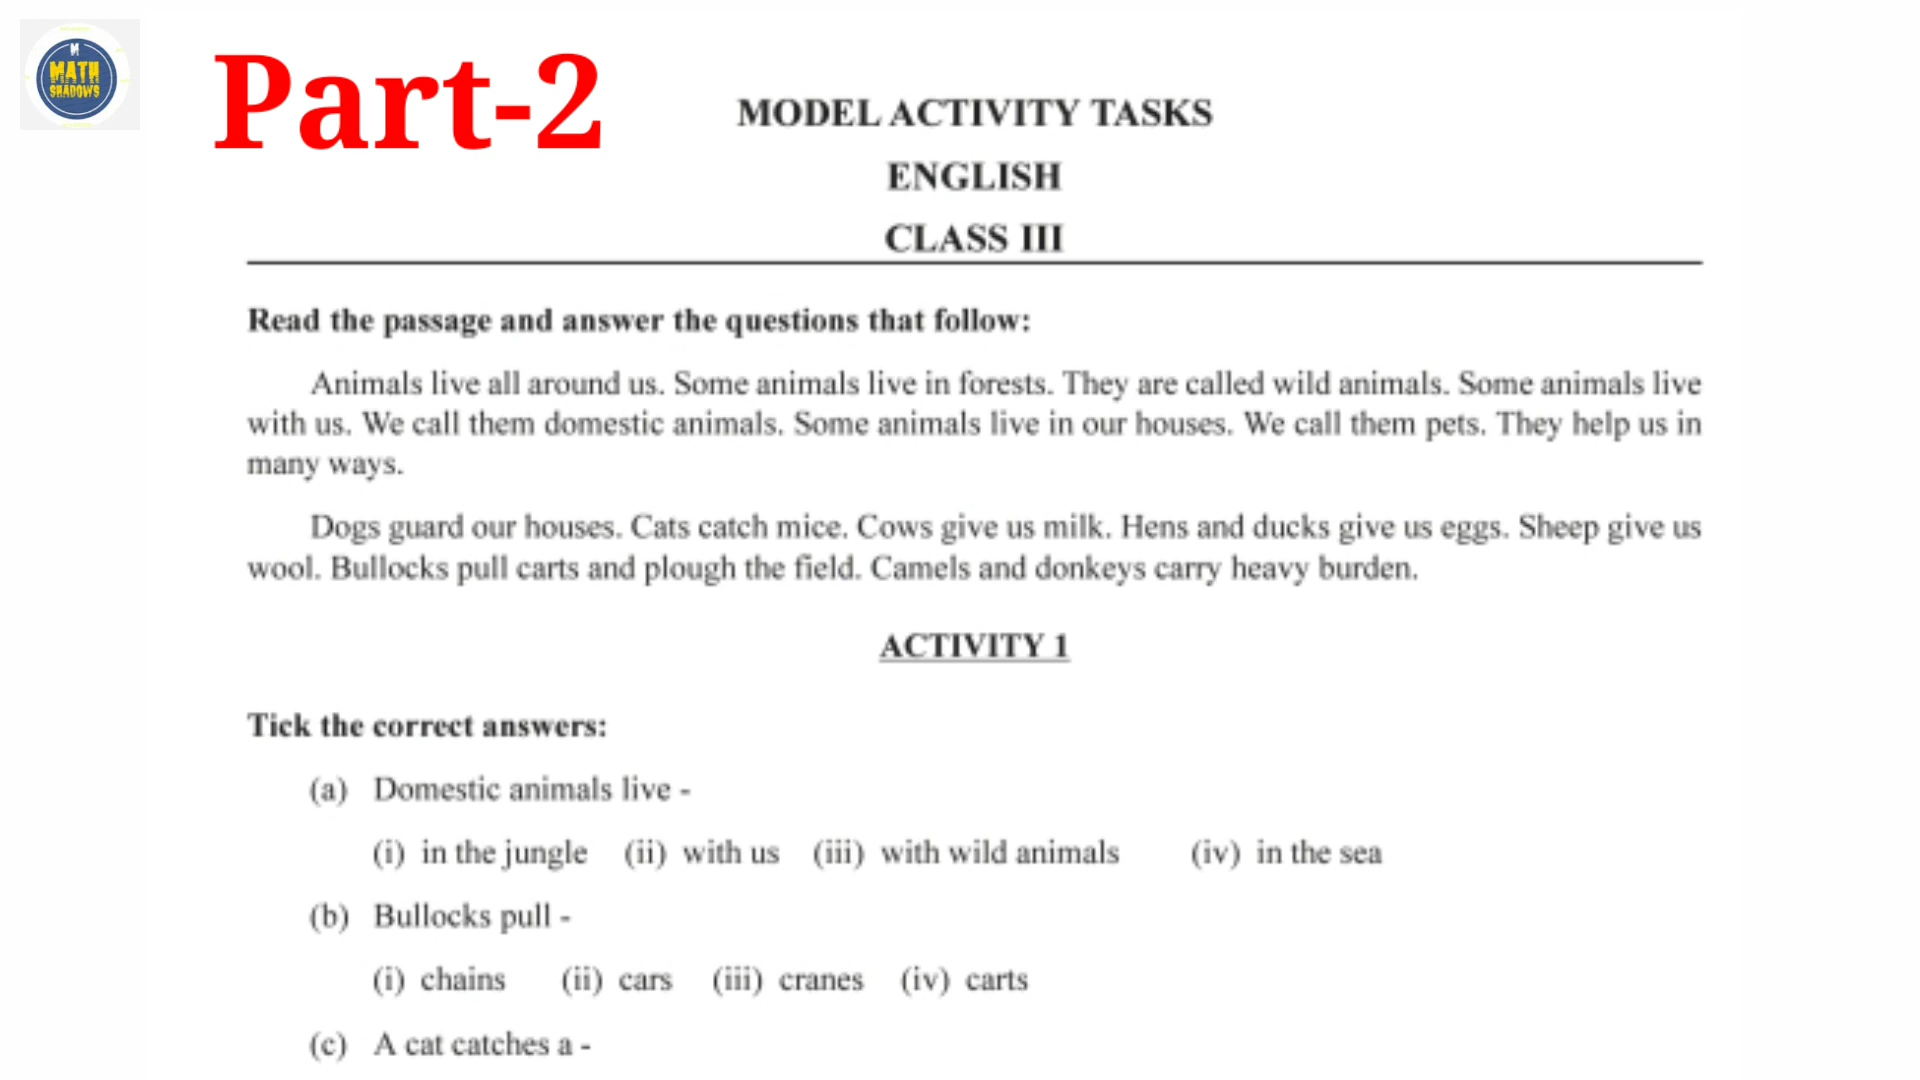 M
MATH
SHADOWS
Part-2
MODEL ACTIVITY TASKS
ENGLISH
CLASS III
Read the passage and answer the questions that follow:
Animals live all around us. Some animals live in forests. They are called wild animals. Some animals live
with us. We call them domestic animals. Some animals live in our houses. We call them pets. They help us in
many ways.
Dogs guard our houses. Cats catch mice. Cows give us milk. Hens and ducks give us eggs. Sheep give us
wool. Bullocks pull carts and plough the field. Camels and donkeys carry heavy burden.
ACTIVITY 1
Tick the correct answers:
(a) Domestic animals live -
(i) in the jungle (ii) with us (iii) with wild animals (iv) in the sea
(b) Bullocks pull -
(i) chains (ii) cars (iii) cranes (iv) carts
(c) A cat catches a -